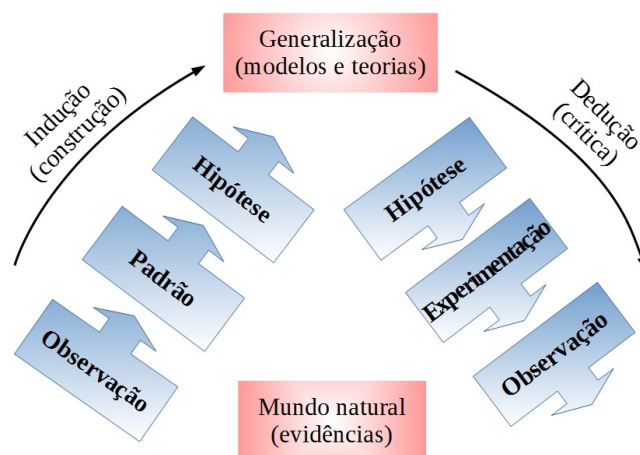 Generalização
(modelos e teorias)
Indução
(construção)
Dedução
(crítica)
Hipótese
Padrão
Observação
Hipótese
Experimentação
Observação
Mundo natural
(evidências)